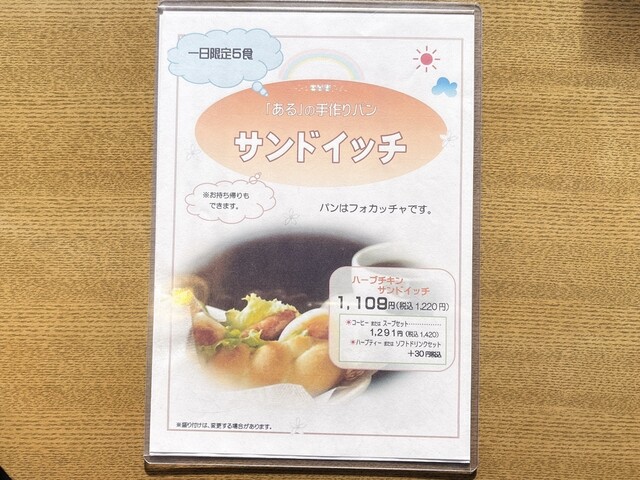 一日限定5食
「ある」の手作りパン
サンドイッチ
※お持ち帰りも
できます。
パンはフォカッチャです。
ハーブチキン
サンドイッチ
1,109円(税込1,220円)
*コーヒー または スープセット……………
1,291円(税込1,420)
*ハーブティー または ソフトドリンクセット
+30円税込
※盛り付けは、変更する場合があります。